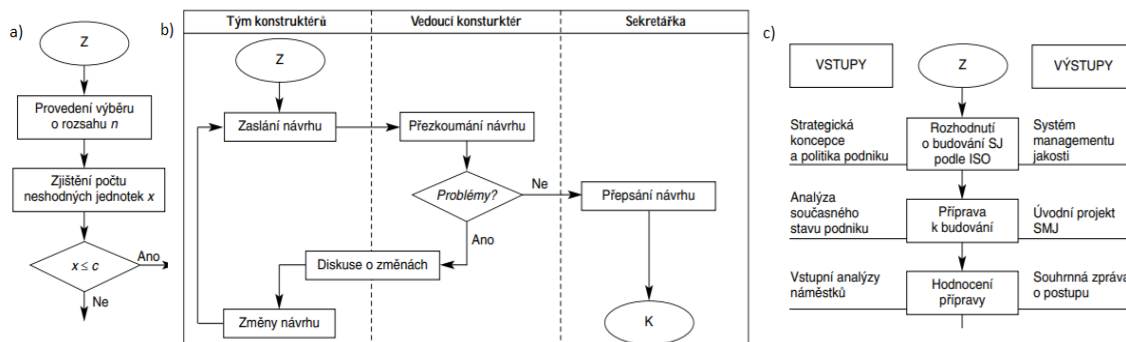 a)
Z
Provedení výběru
o rozsahu n
Zjištění počtu
neshodných jednotek x
x ≤ c
Ano
Ne
b)
Tým konstruktérů
Vedoucí konsturktér
Sekretářka
Z
Zaslání návrhu
Přezkoumání návrhu
Problémy?
Ne
Přepsání návrhu
Ano
Diskuse o změnách
Změny návrhu
K
c)
VSTUPY
Z
VÝSTUPY
Strategická
koncepce
a politika podniku
Rozhodnutí
o budování SJ
podle ISO
Systém
managementu
jakosti
Analýza
současného
stavu podniku
Příprava
k budování
Úvodní projekt
SMJ
Vstupní analýzy
náměstků
Hodnocení
přípravy
Souhrnná zpráva
o postupu